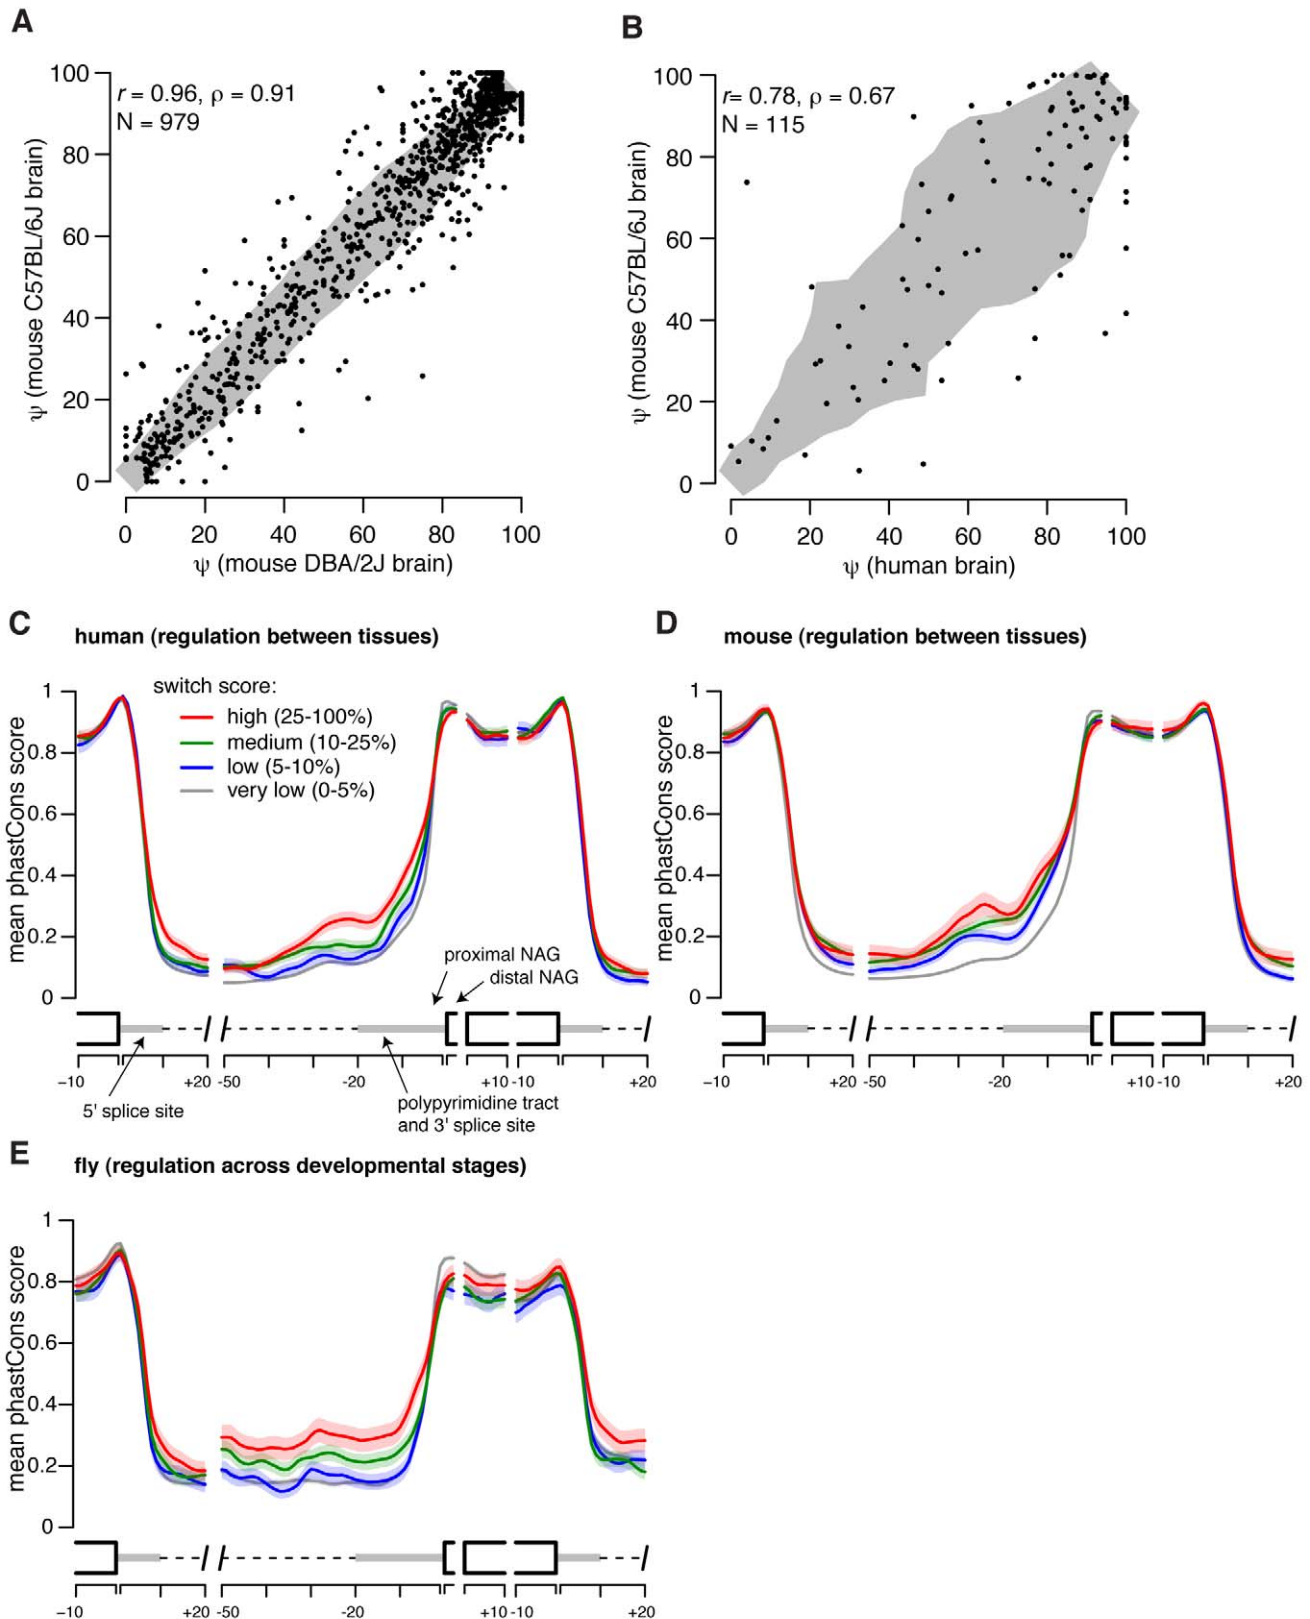 A
r = 0.96, ρ = 0.91
N = 979
100
80
60
40
20
0
ψ (mouse C57BL/6J brain)
0 20 40 60 80 100
ψ (mouse DBA/2J brain)
B
r= 0.78, ρ = 0.67
N = 115
100
80
60
40
20
0
ψ (mouse C57BL/6J brain)
0 20 40 60 80 100
ψ (human brain)
C
human (regulation between tissues)
switch score:
high (25-100%)
medium (10-25%)
low (5-10%)
very low (0-5%)
1
0.8
0.6
0.4
0.2
0
mean phastCons score
proximal NAG
distal NAG
−10 +20 -50 -20 +10 -10 +20
5' splice site
polypyrimidine tract
and 3' splice site
D
mouse (regulation between tissues)
1
0.8
0.6
0.4
0.2
0
mean phastCons score
−10 +20 -50 -20 +10 -10 +20
E
fly (regulation across developmental stages)
1
0.8
0.6
0.4
0.2
0
mean phastCons score
−10 +20 -50 -20 +10 -10 +20